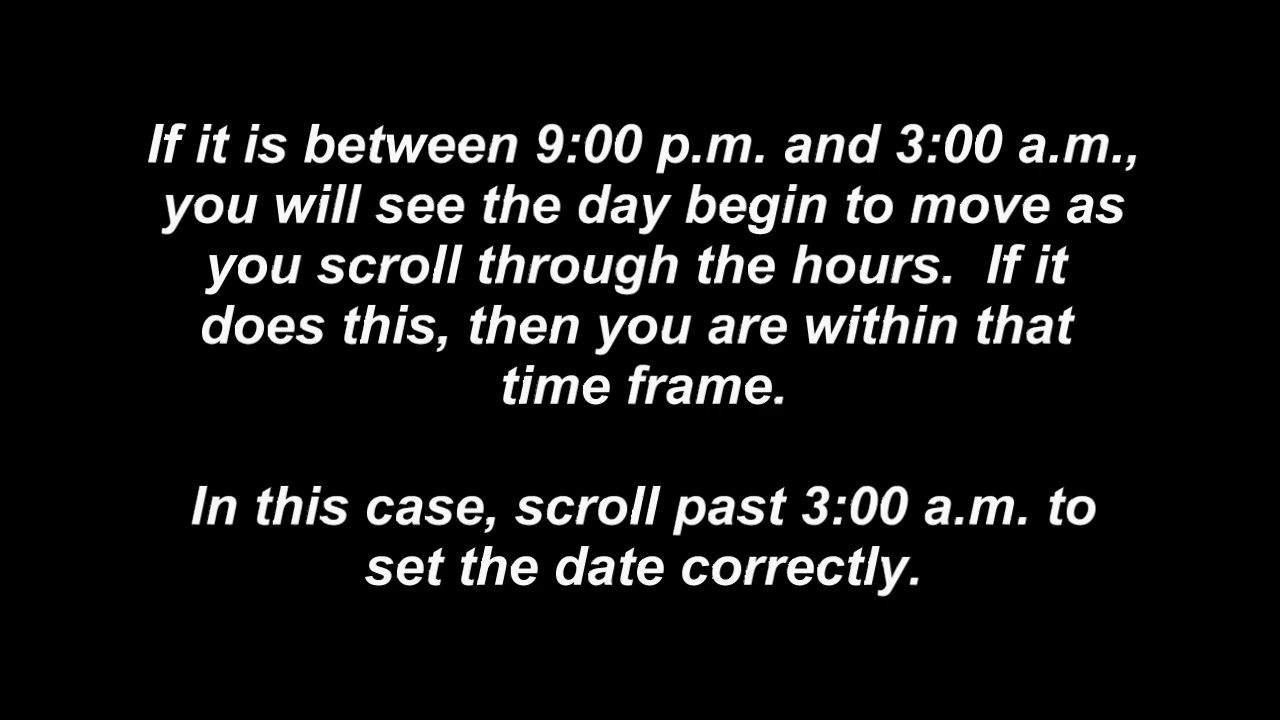 If it is between 9:00 p.m. and 3:00 a.m.,
you will see the day begin to move as
you scroll through the hours.  If it
does this, then you are within that
time frame.
In this case, scroll past 3:00 a.m. to
set the date correctly.